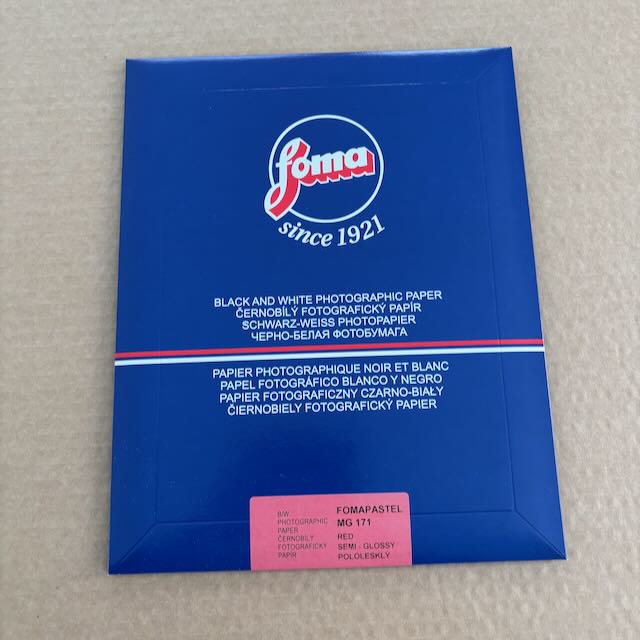 foma
since 1921
BLACK AND WHITE PHOTOGRAPHIC PAPER
ČERNOBÍLÝ FOTOGRAFICKÝ PAPÍR
SCHWARZ-WEISS PHOTOPAPIER
ЧЕРНО-БЕЛАЯ ФОТОБУМАГА
PAPIER PHOTOGRAPHIQUE NOIR ET BLANC
PAPEL FOTOGRÁFICO BLANCO Y NEGRO
PAPIER FOTOGRAFICZNY CZARNO-BIAŁY
ČIERNOBIELY FOTOGRAFICKÝ PAPIER
B/W
PHOTOGRAPHIC
PAPER
ČERNOBÍLÝ
FOTOGRAFICKÝ
PAPÍR
FOMAPASTEL
MG 171
RED
SEMI - GLOSSY
POLOLESKLÝ